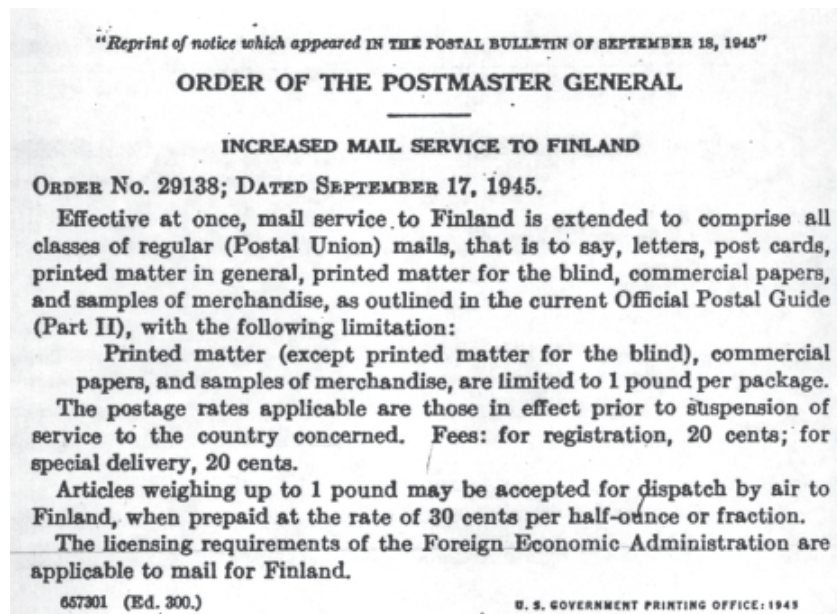 "Reprint of notice which appeared IN THE POSTAL BULLETIN OF SEPTEMBER 18, 1945"
ORDER OF THE POSTMASTER GENERAL
INCREASED MAIL SERVICE TO FINLAND
ORDER NO. 29138; DATED SEPTEMBER 17, 1945.
Effective at once, mail service to Finland is extended to comprise all
classes of regular (Postal Union) mails, that is to say, letters, post cards,
printed matter in general, printed matter for the blind, commercial papers,
and samples of merchandise, as outlined in the current Official Postal Guide
(Part II), with the following limitation:
Printed matter (except printed matter for the blind), commercial
papers, and samples of merchandise, are limited to 1 pound per package.
The postage rates applicable are those in effect prior to suspension of
service to the country concerned. Fees: for registration, 20 cents; for
special delivery, 20 cents.
Articles weighing up to 1 pound may be accepted for dispatch by air to
Finland, when prepaid at the rate of 30 cents per half-ounce or fraction.
The licensing requirements of the Foreign Economic Administration are
applicable to mail for Finland.
657301 (Ed. 300.) U. S. GOVERNMENT PRINTING OFFICE: 1945